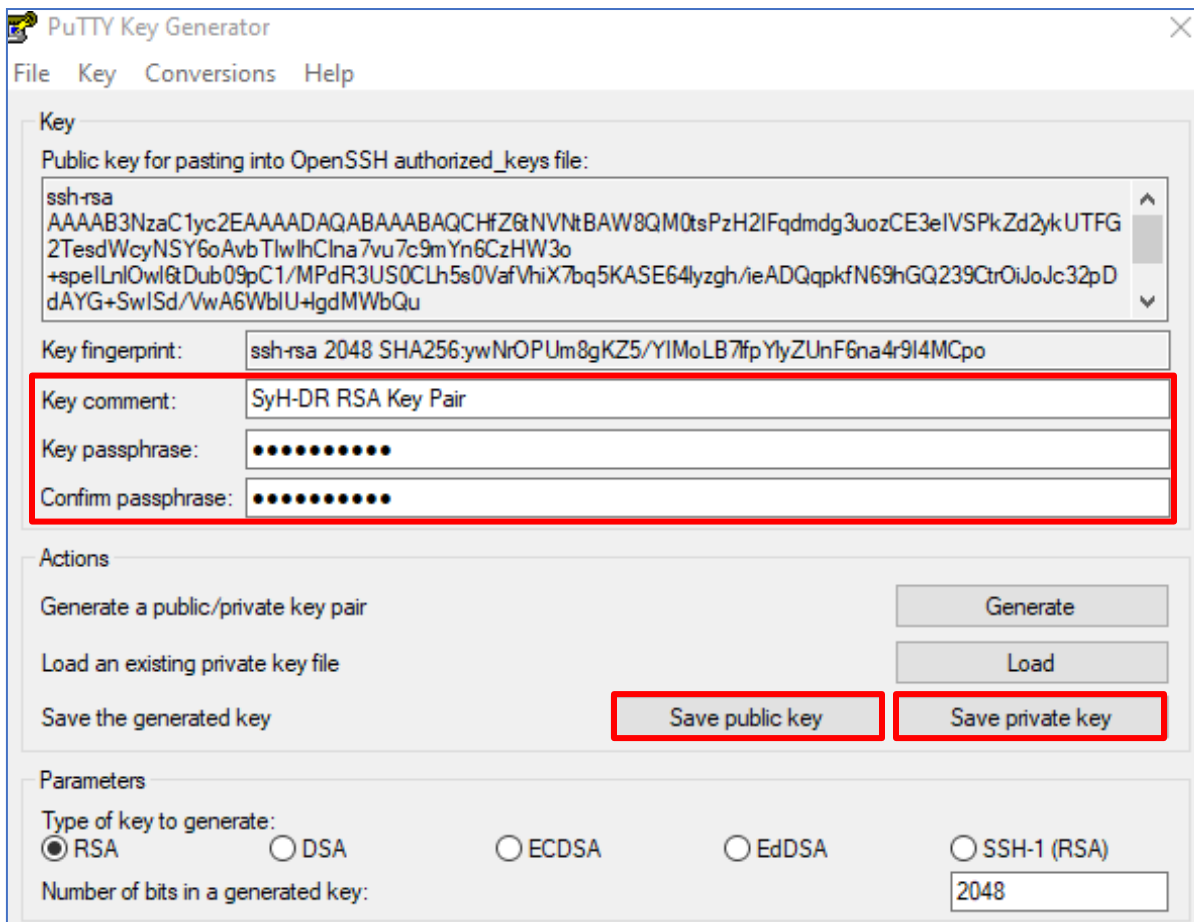 PuTTY Key Generator
File Key Conversions Help
Key
Public key for pasting into OpenSSH authorized_keys file:
ssh-rsa
AAAAB3NzaC1yc2EAAAADAQABAAABAQCHfZ6tNVNtBAW8QM0tsPzH2IFqdmdg3uozCE3eIVSPkZd2ykUTFG
2TesdWcyNSY6oAvbTIwIhCIna7vu7c9mYn6CzHW3o
+speILnIOwI6tDub09pC1/MPdR3US0CLh5s0VafVhiX7bq5KASE64lyzgh/ieADQqpkfN69hGQ239CtrOiJoJc32pD
dAYG+SwISd/VwA6WbIU+IgdMWbQu
Key fingerprint: ssh-rsa 2048 SHA256:ywNrOPUm8gKZ5/YIMoLB7lfpYlyZUnF6na4r9I4MCpo
Key comment: SyH-DR RSA Key Pair
Key passphrase: ●●●●●●●●●●
Confirm passphrase: ●●●●●●●●●●
Actions
Generate a public/private key pair Generate
Load an existing private key file Load
Save the generated key Save public key Save private key
Parameters
Type of key to generate:
RSA DSA ECDSA EdDSA SSH-1 (RSA)
Number of bits in a generated key: 2048